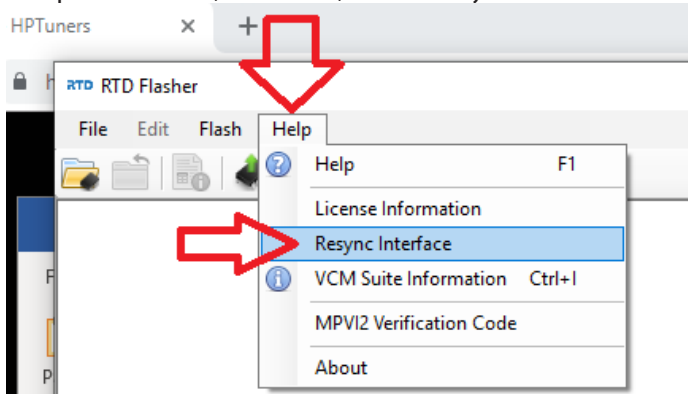 HPTuners × +
RTD RTD Flasher
File Edit Flash Help
Help F1
License Information
Resync Interface
VCM Suite Information Ctrl+I
MPVI2 Verification Code
About